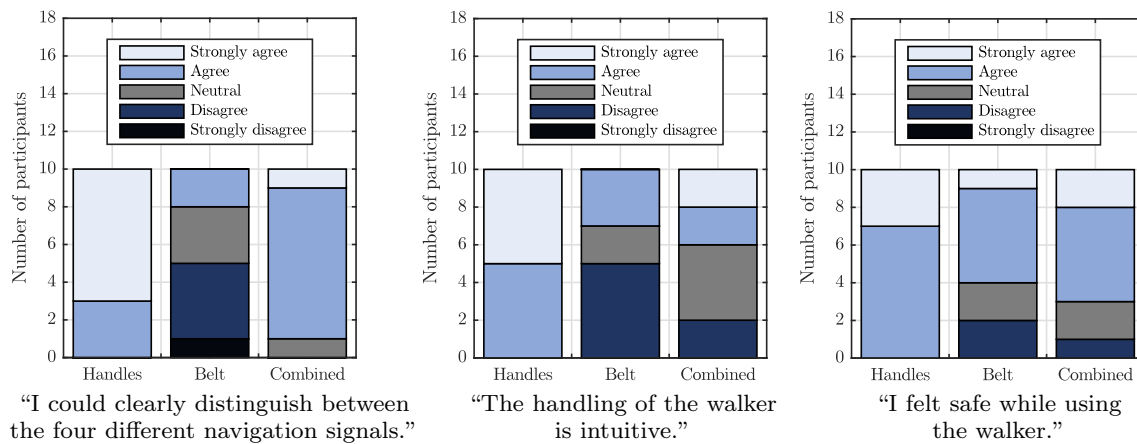 18
16
14
12
10
8
6
4
2
0
Number of participants
Strongly agree
Agree
Neutral
Disagree
Strongly disagree
Handles Belt Combined
“I could clearly distinguish between
the four different navigation signals.”
18
16
14
12
10
8
6
4
2
0
Number of participants
Strongly agree
Agree
Neutral
Disagree
Strongly disagree
Handles Belt Combined
“The handling of the walker
is intuitive.”
18
16
14
12
10
8
6
4
2
0
Number of participants
Strongly agree
Agree
Neutral
Disagree
Strongly disagree
Handles Belt Combined
“I felt safe while using
the walker.”